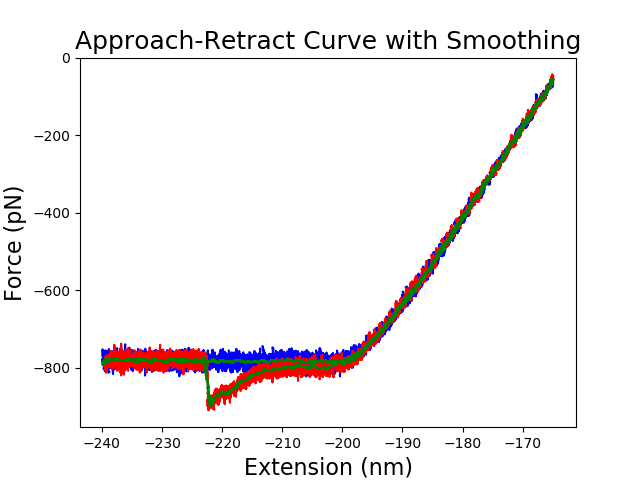 Approach-Retract Curve with Smoothing
0
−200
−400
−600
−800
Force (pN)
−240 −230 −220 −210 −200 −190 −180 −170
Extension (nm)